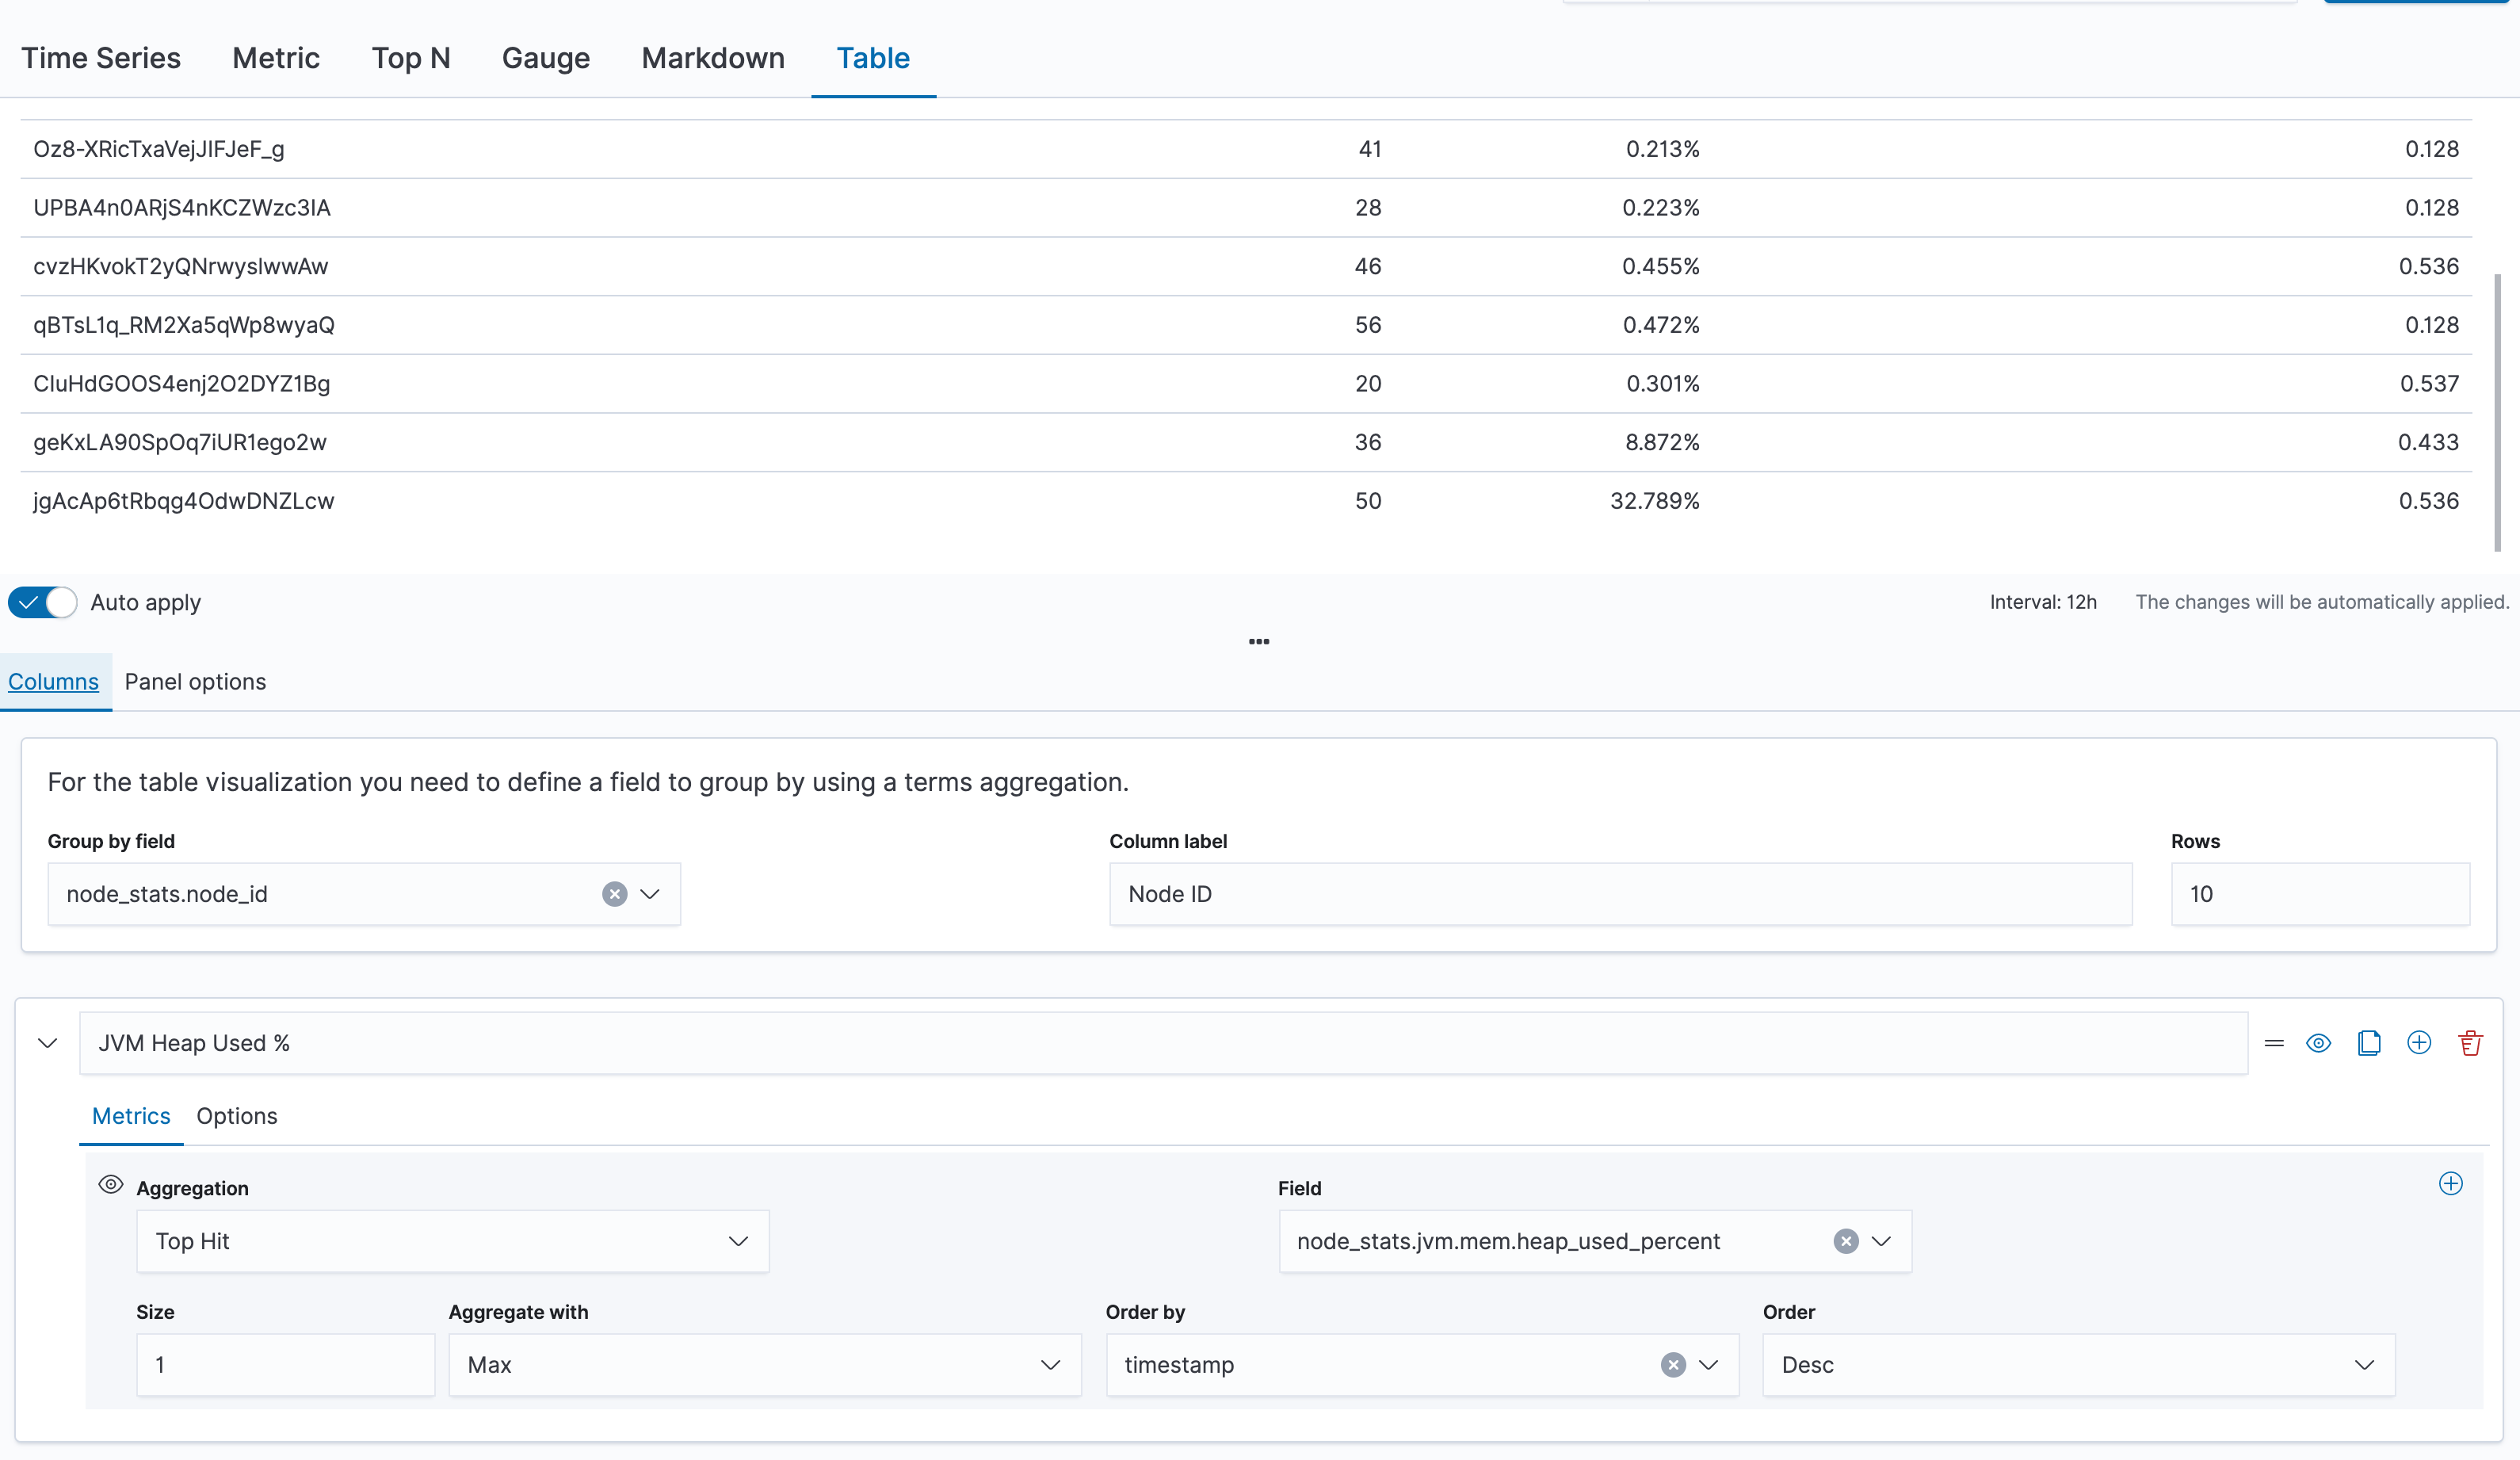 Time Series Metric Top N Gauge Markdown Table
Oz8-XRicTxaVejJIFJeF_g 41 0.213% 0.128
UPBA4n0ARjS4nKCZWzc3IA 28 0.223% 0.128
cvzHKvokT2yQNrwyslwwAw 46 0.455% 0.536
qBTsL1q_RM2Xa5qWp8wyaQ 56 0.472% 0.128
CluHdGOOS4enj2O2DYZ1Bg 20 0.301% 0.537
geKxLA90SpOq7iUR1ego2w 36 8.872% 0.433
jgAcAp6tRbqg4OdwDNZLcw 50 32.789% 0.536
Auto apply Interval: 12h The changes will be automatically applied.
Columns Panel options
For the table visualization you need to define a field to group by using a terms aggregation.
Group by field Column label Rows
node_stats.node_id Node ID 10
JVM Heap Used %
Metrics Options
Aggregation Field
Top Hit node_stats.jvm.mem.heap_used_percent
Size Aggregate with Order by Order
1 Max timestamp Desc